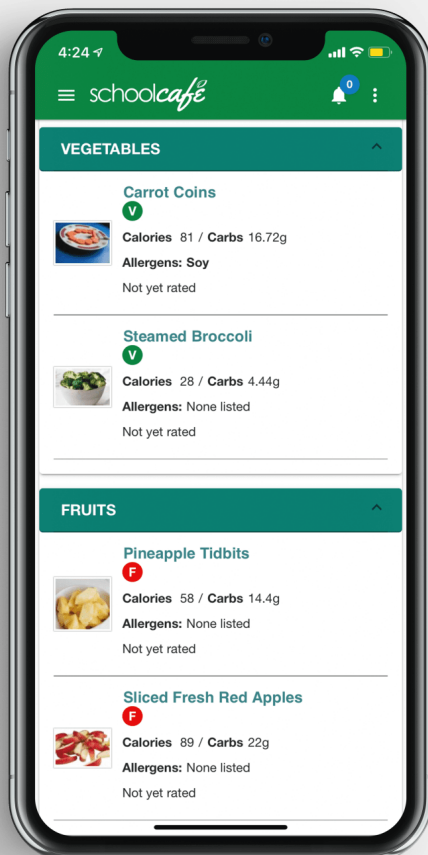 4:24
schoolcafé
0
VEGETABLES
Carrot Coins
V
Calories 81 / Carbs 16.72g
Allergens: Soy
Not yet rated
Steamed Broccoli
V
Calories 28 / Carbs 4.44g
Allergens: None listed
Not yet rated
FRUITS
Pineapple Tidbits
F
Calories 58 / Carbs 14.4g
Allergens: None listed
Not yet rated
Sliced Fresh Red Apples
F
Calories 89 / Carbs 22g
Allergens: None listed
Not yet rated